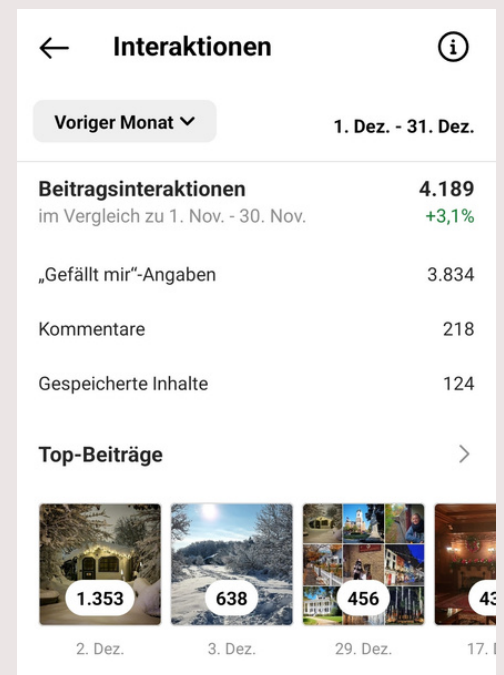 Interaktionen
Voriger Monat
1. Dez. - 31. Dez.
Beitragsinteraktionen 4.189
im Vergleich zu 1. Nov. - 30. Nov. +3,1%
„Gefällt mir“-Angaben 3.834
Kommentare 218
Gespeicherte Inhalte 124
Top-Beiträge
1.353 638 456
2. Dez. 3. Dez. 29. Dez. 17.